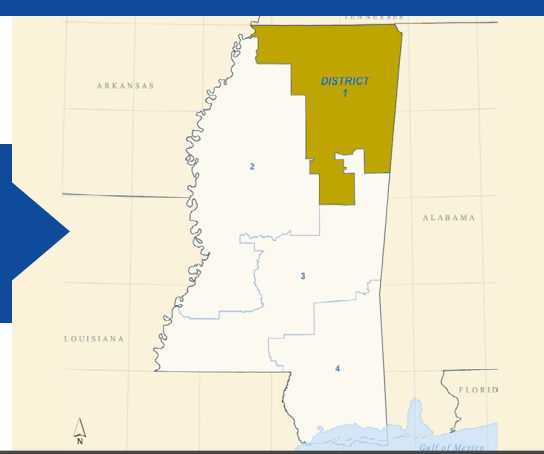 TENNESSEE
ARKANSAS
DISTRICT
1
2
ALABAMA
3
LOUISIANA
4
FLORID
N
Gulf of Mexico